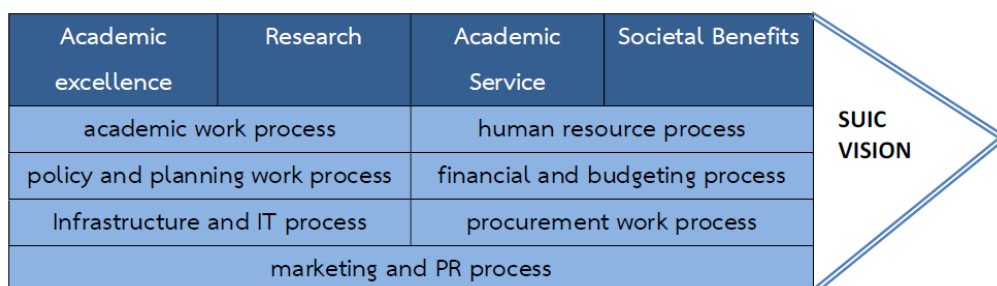 Academic excellence
Research
Academic Service
Societal Benefits
academic work process
human resource process
policy and planning work process
financial and budgeting process
Infrastructure and IT process
procurement work process
marketing and PR process
SUIC
VISION